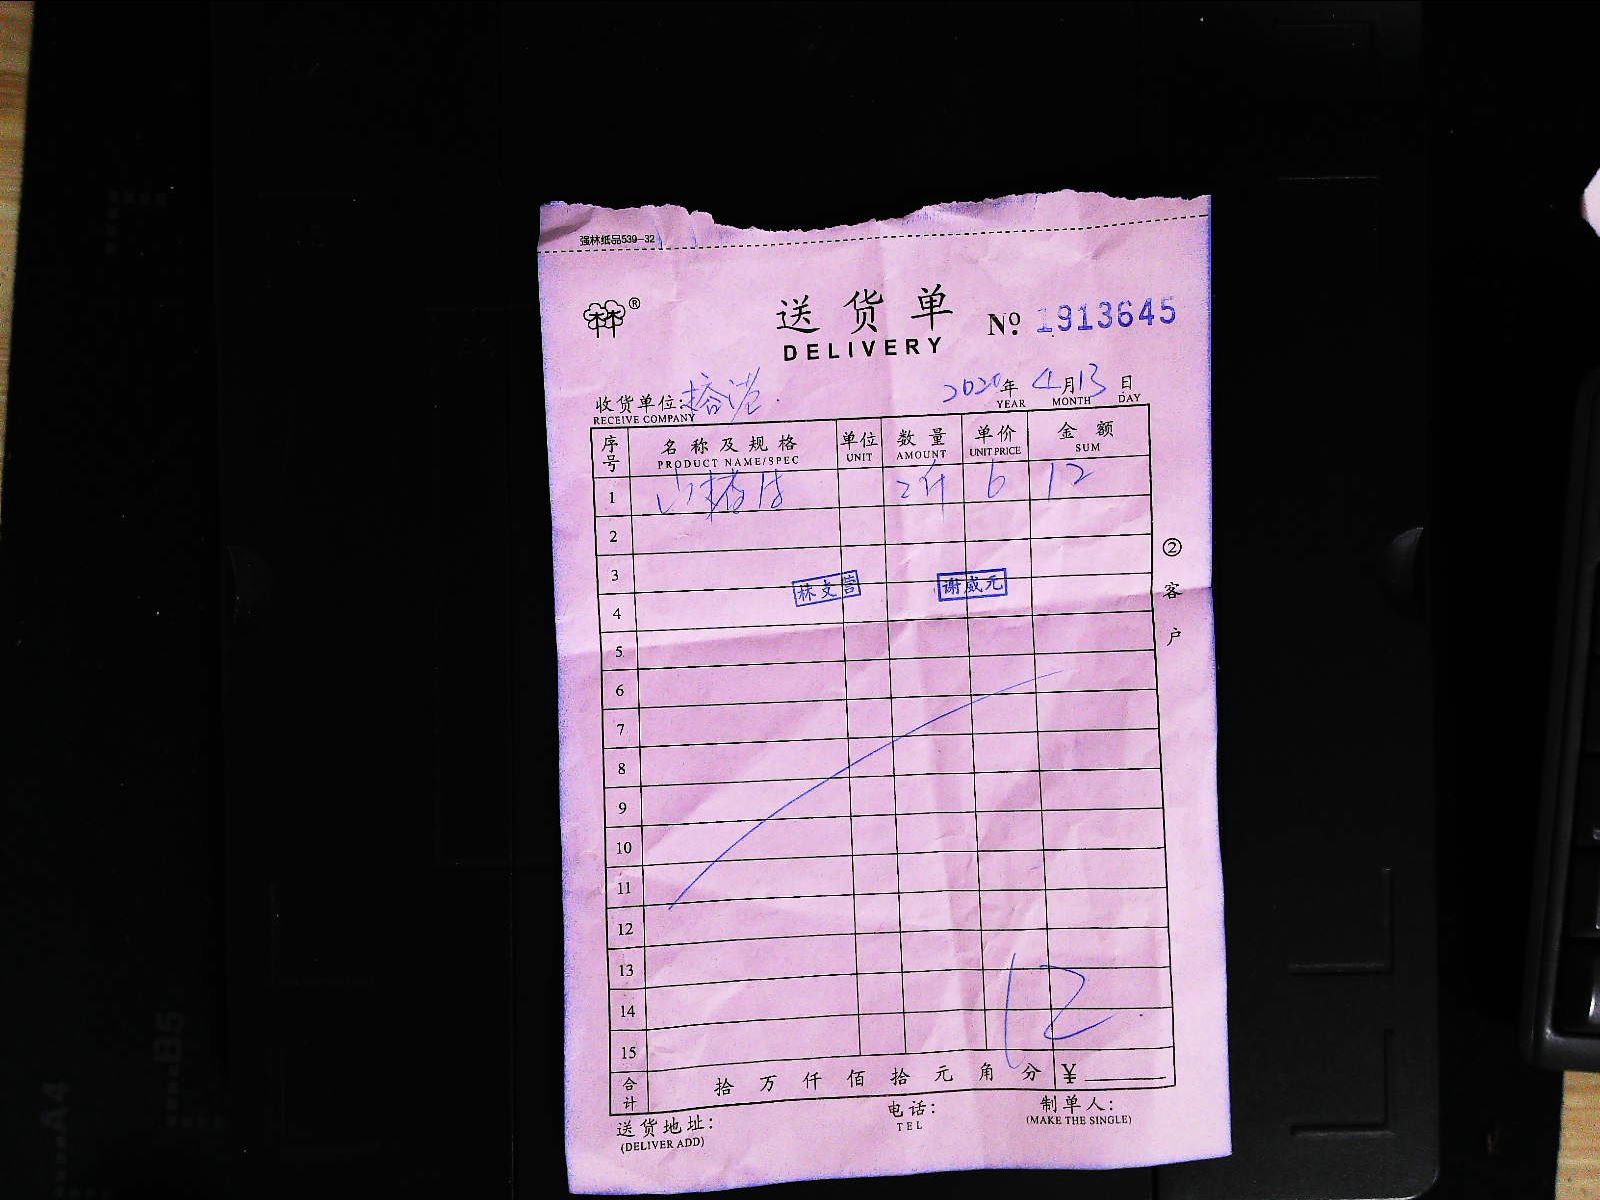 强林纸品539-32
®
送货单 № 1913645
DELIVERY
收货单位: 2020年4月13日
RECEIVE COMPANY YEAR MONTH DAY
序号 名称及规格 单位 数量 单价 金额
PRODUCT NAME/SPEC UNIT AMOUNT UNIT PRICE SUM
1 山楂 2斤 6 12
2
3
林文 谢威元
4
5
6
7
8
9
10
11
12
13
14
12
15
合计 拾 万 仟 佰 拾 元 角 分 ¥
② 客户
送货地址: 电话: 制单人:
(DELIVER ADD) TEL (MAKE THE SINGLE)
A4
B5